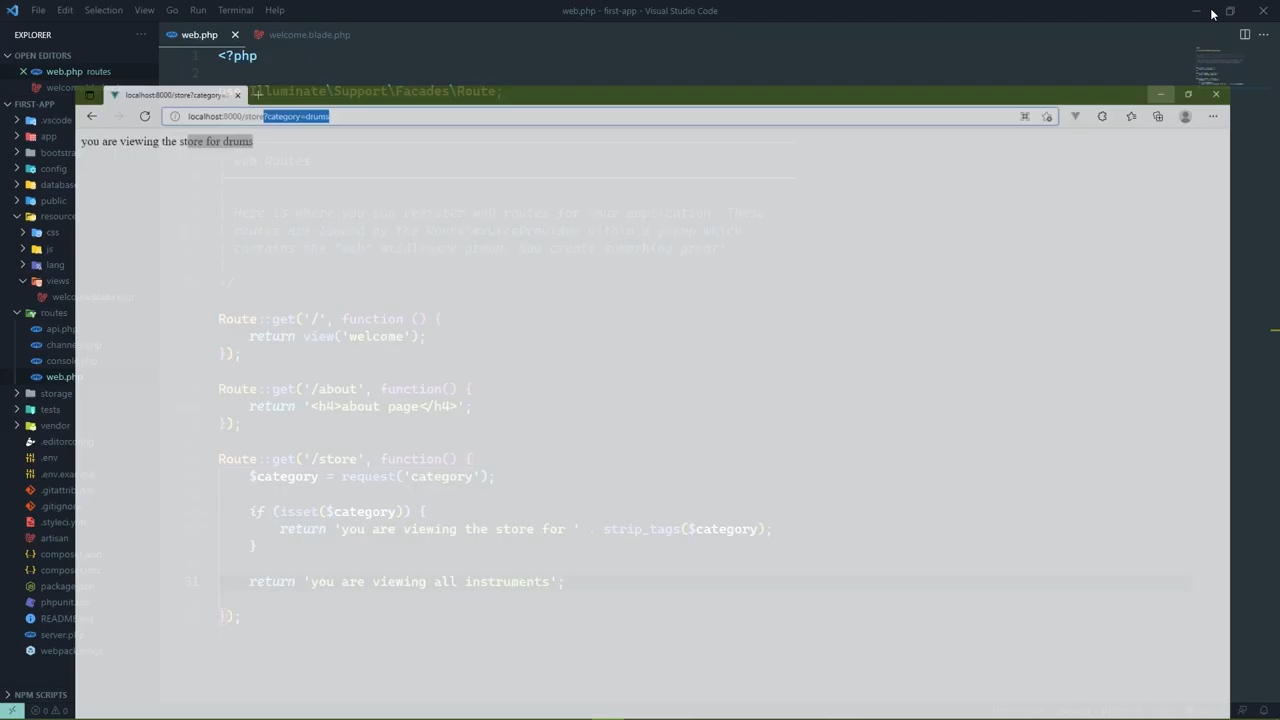 File Edit Selection View Go Run Terminal Help
web.php - first-app - Visual Studio Code
EXPLORER
web.php
welcome.blade.php
OPEN EDITORS
web.php routes
welcome
FIRST-APP
.vscode
app
bootstrap
config
database
public
resource
css
js
lang
views
welcome.blade.php
routes
api.php
channels.php
console.php
web.php
storage
tests
vendor
.editorconfig
.env
.env.example
.gitattributes
.gitignore
.styleci.yml
artisan
composer.json
composer.lock
package.json
phpunit.xml
README.md
server.php
webpack.mix.js
NPM SCRIPTS
0 0
1 <?php
2
use Illuminate\Support\Facades\Route;
localhost:8000/store?category=
localhost:8000/store?category=drums
you are viewing the store for drums
Web Routes
Here is where you can register web routes for your application. These
routes are loaded by the RouteServiceProvider within a group which
contains the "web" middleware group. Now create something great!
*/
Route::get('/', function () {
return view('welcome');
});
Route::get('/about', function() {
return '<h4>about page</h4>';
});
Route::get('/store', function() {
$category = request('category');
if (isset($category)) {
return 'you are viewing the store for ' . strip_tags($category);
}
31 return 'you are viewing all instruments';
});